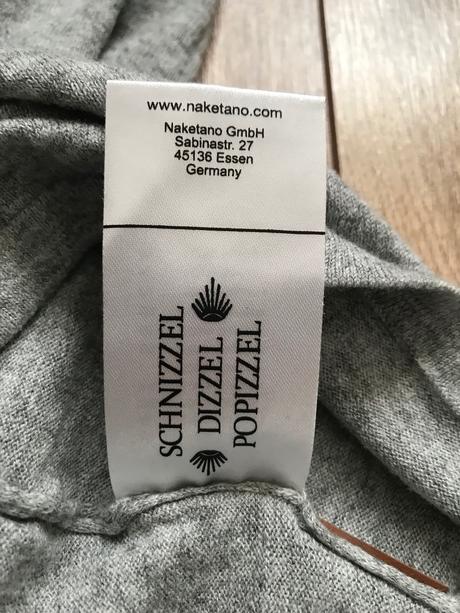 www.naketano.com
Naketano GmbH
Sabinastr. 27
45136 Essen
Germany
SCHNIZZEL
DIZZEL
POPIZZEL